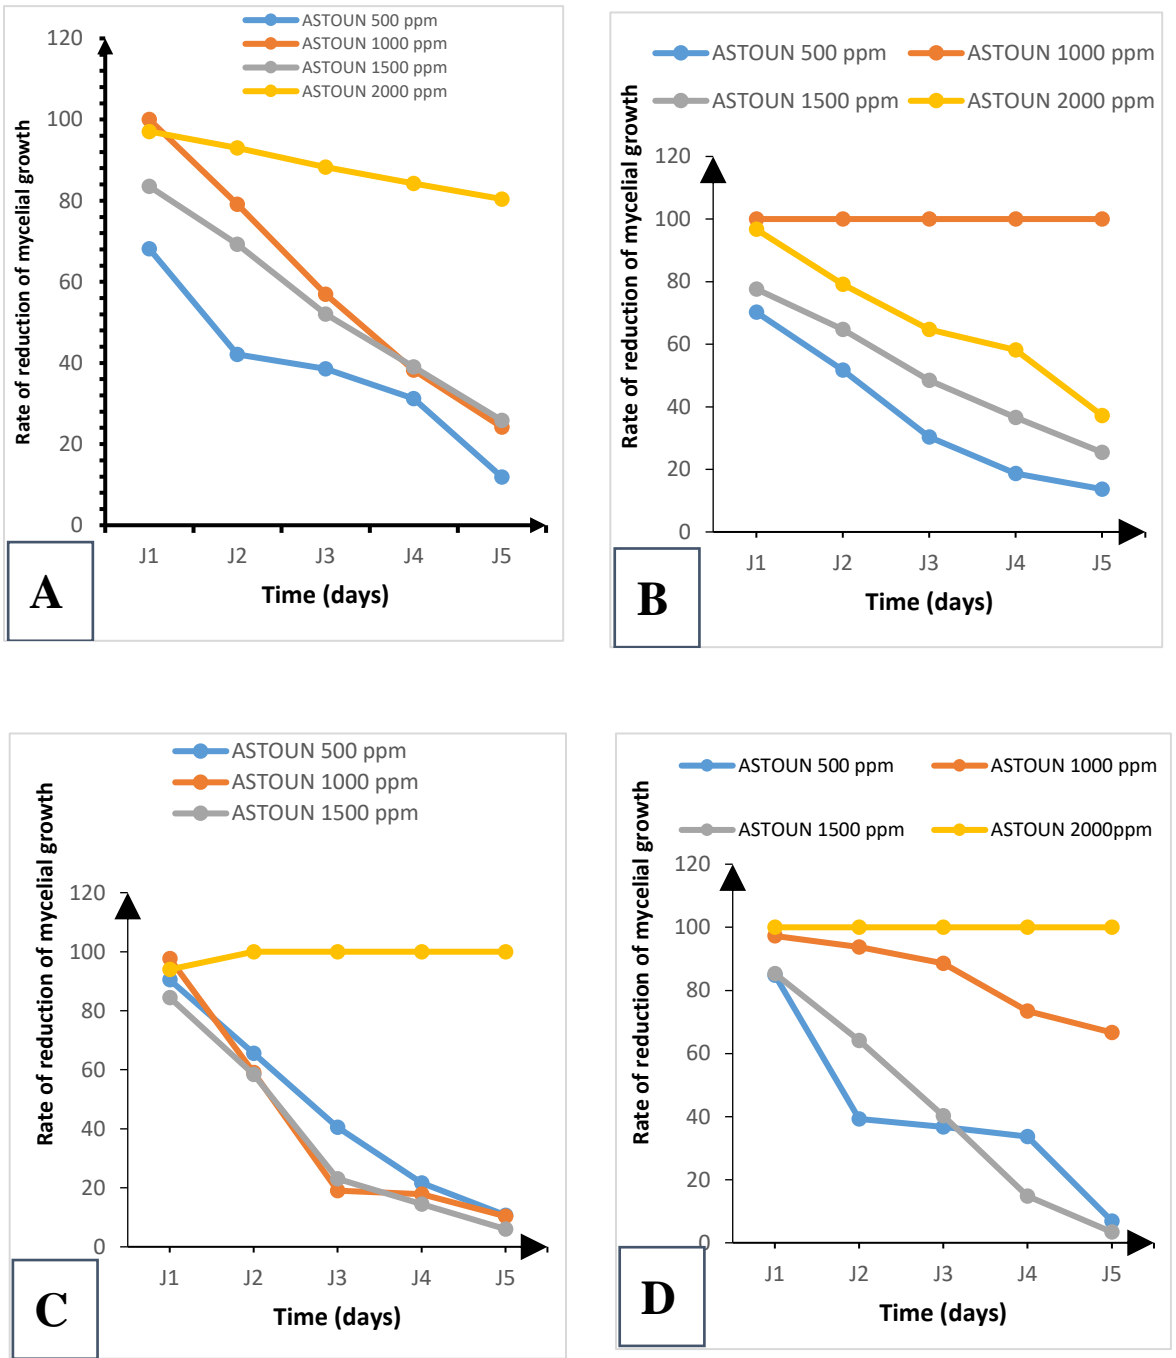 ASTOUN 500 ppm
ASTOUN 1000 ppm
ASTOUN 1500 ppm
ASTOUN 2000 ppm
Rate of reduction of mycelial growth
120
100
80
60
40
20
0
J1 J2 J3 J4 J5
Time (days)
A
ASTOUN 500 ppm ASTOUN 1000 ppm
ASTOUN 1500 ppm ASTOUN 2000 ppm
Rate of reduction of mycelial growth
120
100
80
60
40
20
0
J1 J2 J3 J4 J5
Time (days)
B
ASTOUN 500 ppm
ASTOUN 1000 ppm
ASTOUN 1500 ppm
Rate of reduction of mycelial growth
120
100
80
60
40
20
0
J1 J2 J3 J4 J5
Time (days)
C
ASTOUN 500 ppm ASTOUN 1000 ppm
ASTOUN 1500 ppm ASTOUN 2000ppm
Rate of reduction of mycelial growth
120
100
80
60
40
20
0
J1 J2 J3 J4 J5
Time (days)
D